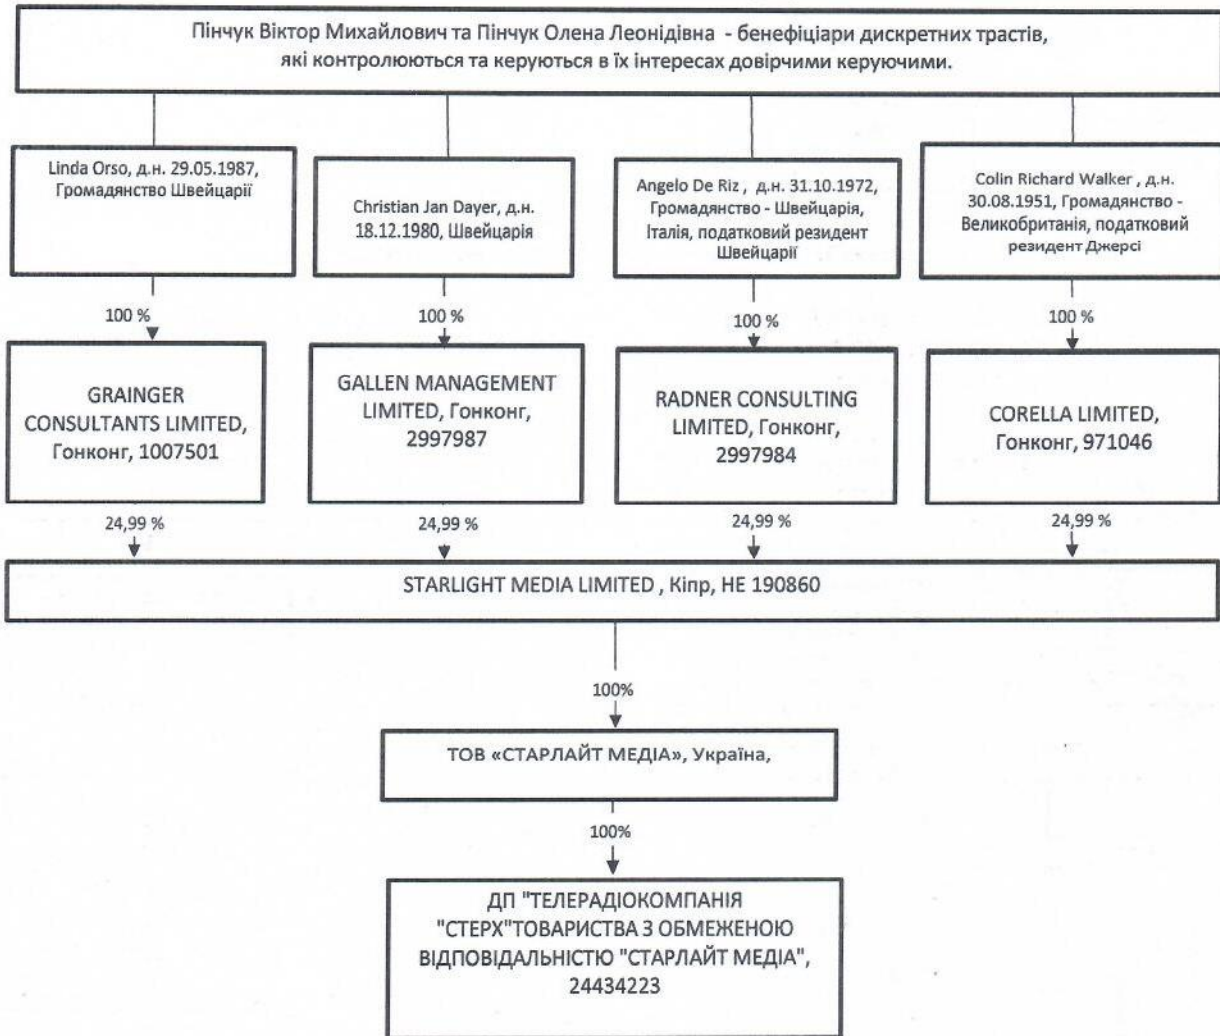 Пінчук Віктор Михайлович та Пінчук Олена Леонідівна - бенефіціари дискретних трастів,
які контролюються та керуються в їх інтересах довірчими керуючими.
Linda Orso, д.н. 29.05.1987,
Громадянство Швейцарії
Christian Jan Dayer, д.н.
18.12.1980, Швейцарія
Angelo De Riz , д.н. 31.10.1972,
Громадянство - Швейцарія,
Італія, податковий резидент
Швейцарії
Colin Richard Walker , д.н.
30.08.1951, Громадянство -
Великобританія, податковий
резидент Джерсі
100 %
100 %
100 %
100 %
GRAINGER
CONSULTANTS LIMITED,
Гонконг, 1007501
GALLEN MANAGEMENT
LIMITED, Гонконг,
2997987
RADNER CONSULTING
LIMITED, Гонконг,
2997984
CORELLA LIMITED,
Гонконг, 971046
24,99 %
24,99 %
24,99 %
24,99 %
STARLIGHT MEDIA LIMITED , Кіпр, HE 190860
100%
ТОВ «СТАРЛАЙТ МЕДІА», Україна,
100%
ДП "ТЕЛЕРАДІОКОМПАНІЯ
"СТЕРХ"ТОВАРИСТВА З ОБМЕЖЕНОЮ
ВІДПОВІДАЛЬНІСТЮ "СТАРЛАЙТ МЕДІА",
24434223